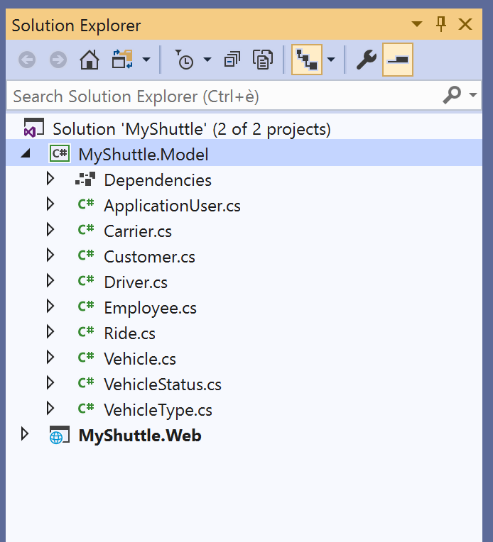 Solution Explorer
Search Solution Explorer (Ctrl+è)
Solution 'MyShuttle' (2 of 2 projects)
C# MyShuttle.Model
Dependencies
C# ApplicationUser.cs
C# Carrier.cs
C# Customer.cs
C# Driver.cs
C# Employee.cs
C# Ride.cs
C# Vehicle.cs
C# VehicleStatus.cs
C# VehicleType.cs
MyShuttle.Web